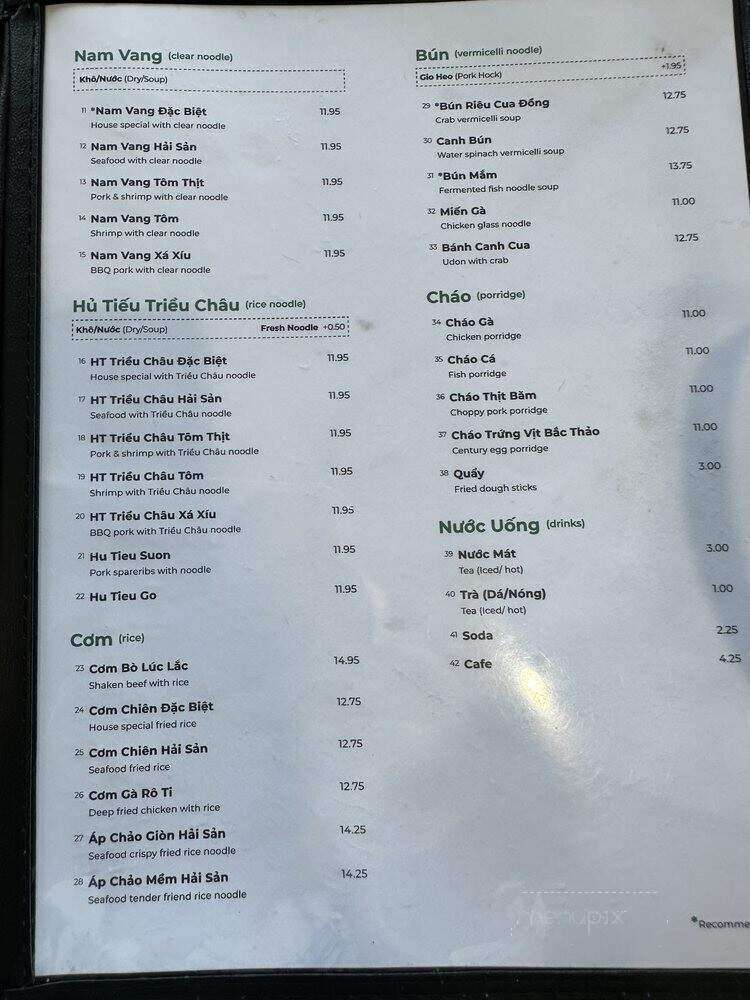 Nam Vang (clear noodle)
Khô/Nước (Dry/Soup)
11 *Nam Vang Đặc Biệt 11.95
House special with clear noodle
12 Nam Vang Hải Sản 11.95
Seafood with clear noodle
13 Nam Vang Tôm Thịt 11.95
Pork & shrimp with clear noodle
14 Nam Vang Tôm 11.95
Shrimp with clear noodle
15 Nam Vang Xá Xíu 11.95
BBQ pork with clear noodle
Hủ Tiếu Triều Châu (rice noodle)
Khô/Nước (Dry/Soup) Fresh Noodle +0.50
16 HT Triều Châu Đặc Biệt 11.95
House special with Triều Châu noodle
17 HT Triều Châu Hải Sản 11.95
Seafood with Triều Châu noodle
18 HT Triều Châu Tôm Thịt 11.95
Pork & shrimp with Triều Châu noodle
19 HT Triều Châu Tôm 11.95
Shrimp with Triều Châu noodle
20 HT Triều Châu Xá Xíu 11.95
BBQ pork with Triều Châu noodle
21 Hu Tieu Suon 11.95
Pork spareribs with noodle
22 Hu Tieu Go 11.95
Cơm (rice)
23 Cơm Bò Lúc Lắc 14.95
Shaken beef with rice
24 Cơm Chiên Đặc Biệt 12.75
House special fried rice
25 Cơm Chiên Hải Sản 12.75
Seafood fried rice
26 Cơm Gà Rô Ti 12.75
Deep fried chicken with rice
27 Áp Chảo Giòn Hải Sản 14.25
Seafood crispy fried rice noodle
28 Áp Chảo Mềm Hải Sản 14.25
Seafood tender friend rice noodle
Bún (vermicelli noodle)
Gio Heo (Pork Hock) +1.95
29 *Bún Riêu Cua Đồng 12.75
Crab vermicelli soup
30 Canh Bún 12.75
Water spinach vermicelli soup
31 *Bún Mắm 13.75
Fermented fish noodle soup
32 Miến Gà 11.00
Chicken glass noodle
33 Bánh Canh Cua 12.75
Udon with crab
Cháo (porridge)
34 Cháo Gà 11.00
Chicken porridge
35 Cháo Cá 11.00
Fish porridge
36 Cháo Thịt Băm 11.00
Choppy pork porridge
37 Cháo Trứng Vịt Bắc Thảo 11.00
Century egg porridge
38 Quẩy 3.00
Fried dough sticks
Nước Uống (drinks)
39 Nước Mát 3.00
Tea (Iced/ hot)
40 Trà (Dá/Nóng) 1.00
Tea (Iced/ hot)
41 Soda 2.25
42 Cafe 4.25
menupix
*Recomme